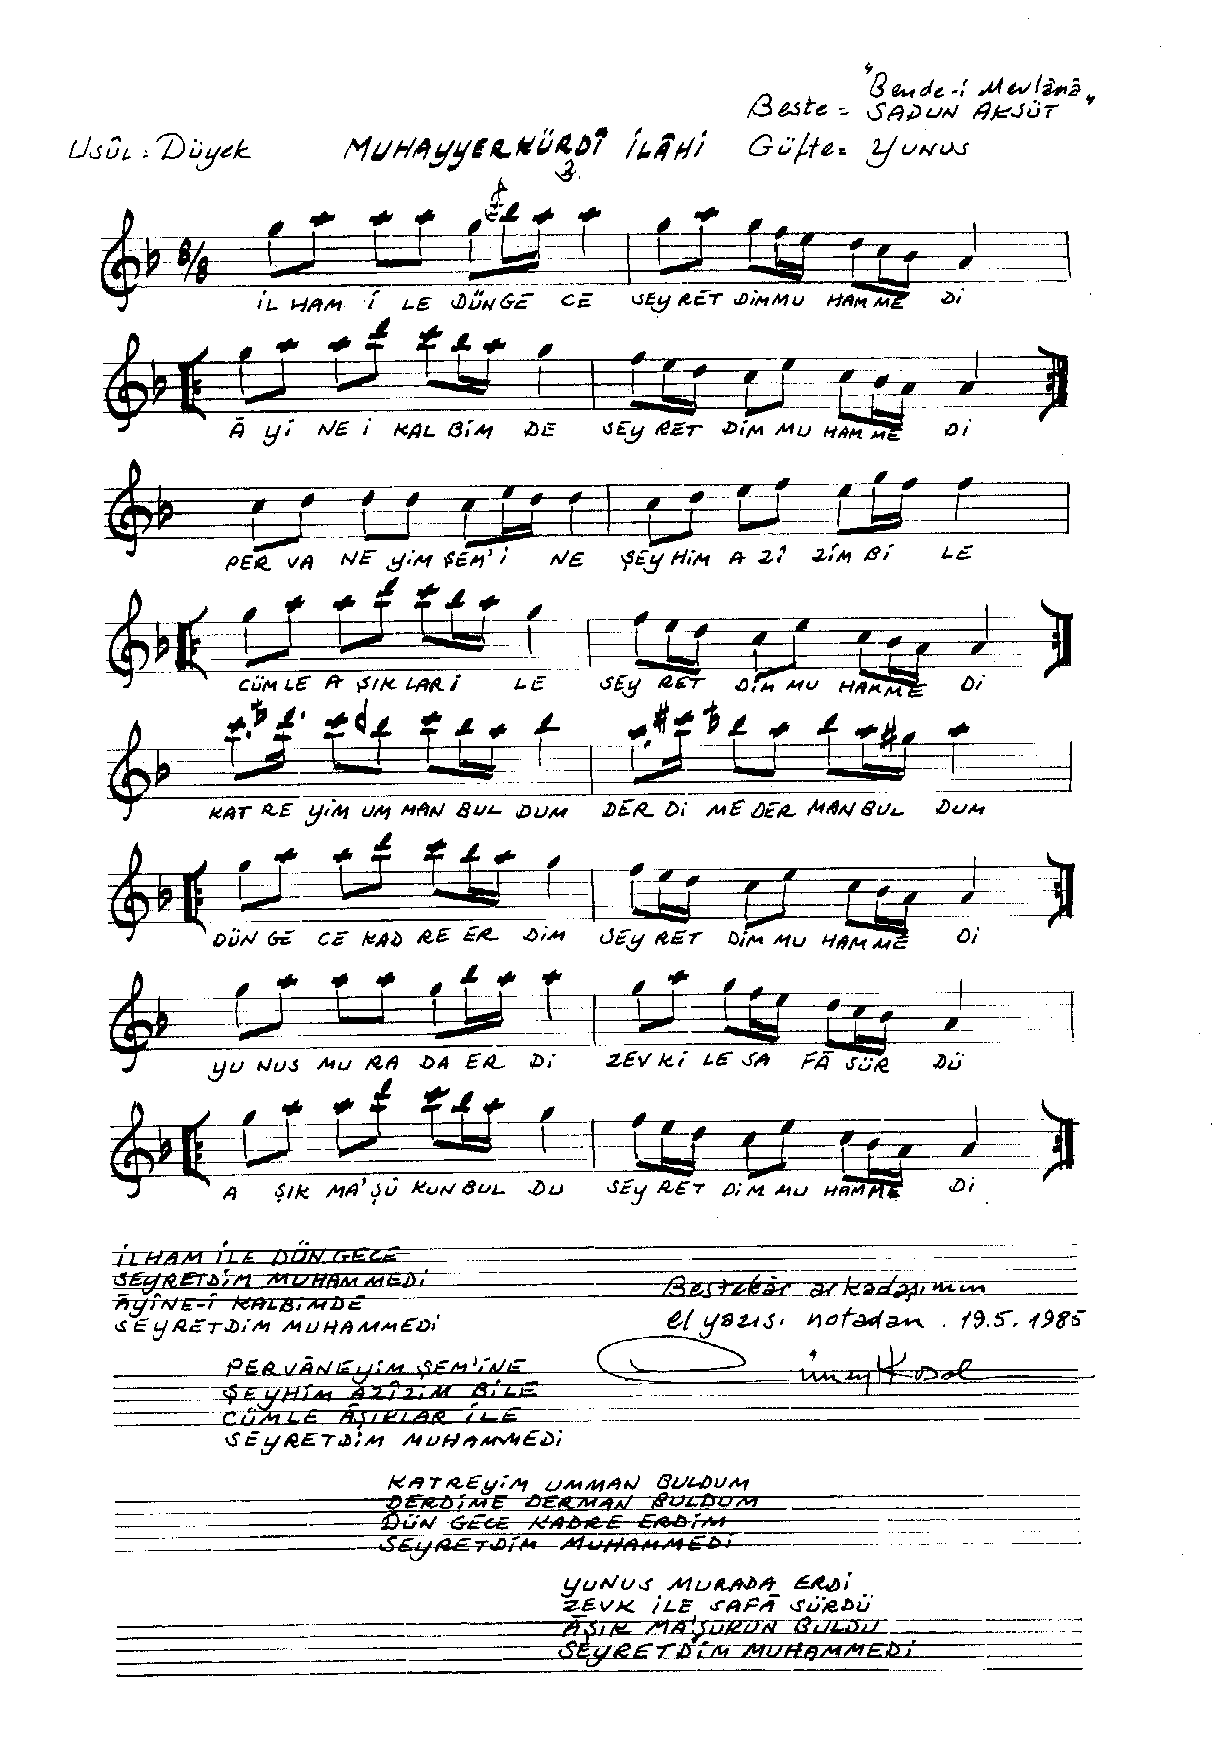 "Bende-i Mevlânâ"
Beste = SADUN AKSÜT
Usûl : Düyek MUHAYYERKÜRDÎ İLÂHİ Güfte = YUNUS
8/8
İL HAM İ LE DÜN GE CE SEY RET DİM MU HAM ME Dİ
Â Yİ NE İ KAL BİM DE SEY RET DİM MU HAM ME Dİ
PER VA NE YİM ŞEM' İ NE ŞEY HİM A Zİ ZİM Bİ LE
CÜM LE A ŞIK LAR İ LE SEY RET DİM MU HAM ME Dİ
KAT RE YİM UM MAN BUL DUM DER Dİ ME DER MAN BUL DUM
DÜN GE CE KAD RE ER DİM SEY RET DİM MU HAM ME Dİ
YU NUS MU RA DA ER Dİ ZEV Kİ LE SA FÂ SÜR DÜ
A ŞIK MA' ŞÛ KUN BUL DU SEY RET DİM MU HAM ME Dİ
İLHAM İLE DÜN GECE
SEYRETDİM MUHAMMEDİ
ÂYÎNE-İ KALBİMDE
SEYRETDİM MUHAMMEDİ
Bestekâr arkadaşımın
el yazısı notadan . 19.5.1985
PERVÂNEYİM ŞEM'İNE
ŞEYHİM AZÎZİM BİLE
CÜMLE ÂŞIKLAR İLE
SEYRETDİM MUHAMMEDİ
KATREYİM UMMAN BULDUM
DERDİME DERMAN BULDUM
DÜN GECE KADRE ERDİM
SEYRETDİM MUHAMMEDİ
YUNUS MURADA ERDİ
ZEVK İLE SAFÂ SÜRDÜ
ÂŞIK MA'ŞUKUN BULDU
SEYRETDİM MUHAMMEDİ